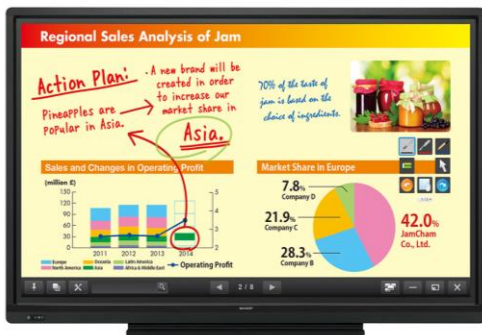 Regional Sales Analysis of Jam
Action Plan:
Pineapples are
popular in Asia.
· A new brand will be
created in order
to increase our
market share in
Asia.
70% of the taste of
jam is based on the
choice of ingredients.
Sales and Changes in Operating Profit
(million £)
150
120
90
60
30
0
5
4
3
2
2011 2012 2013 2014
Europe Oceania Latin America
North America Asia Africa & Middle East
Operating Profit
Market Share in Europe
7.8%
Company D
21.9%
Company C
28.3%
Company B
42.0%
JamCham
Co., Ltd.
2 / 8
SHARP